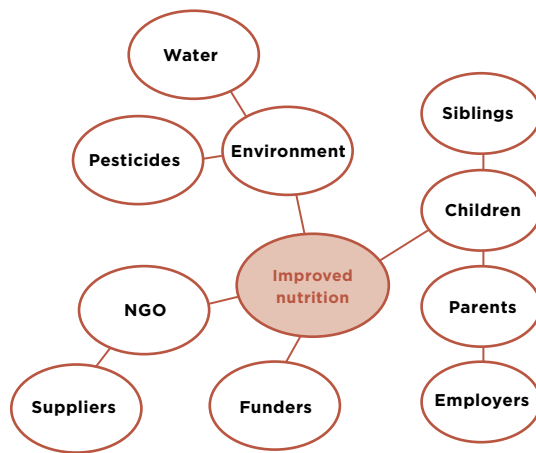 Water
Siblings
Pesticides
Environment
Children
Improved
nutrition
NGO
Parents
Suppliers
Funders
Employers